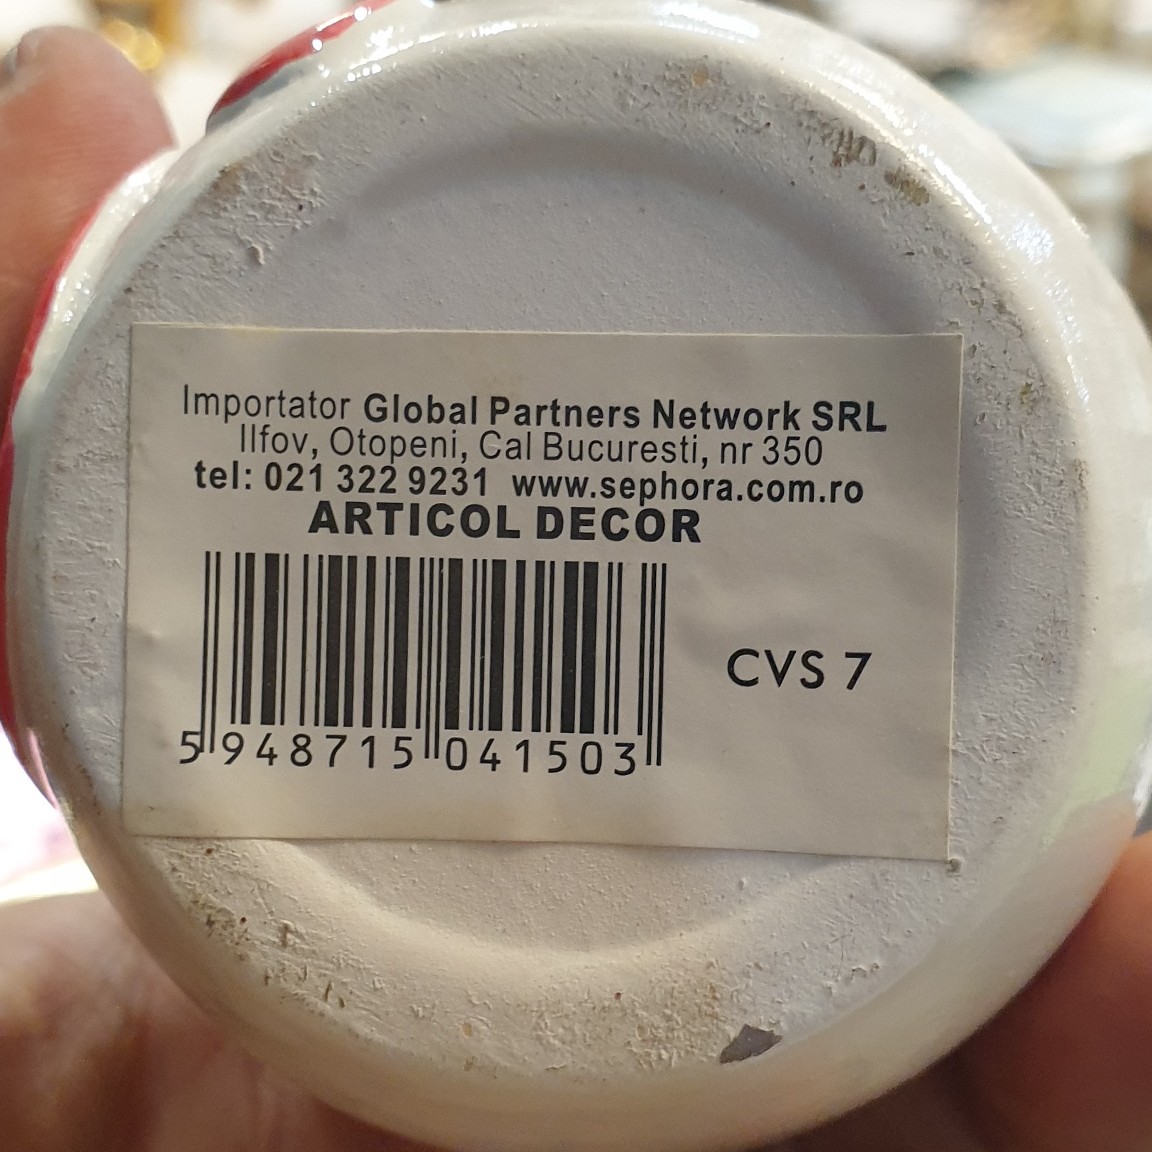 Importator Global Partners Network SRL
Ilfov, Otopeni, Cal Bucuresti, nr 350
tel: 021 322 9231 www.sephora.com.ro
ARTICOL DECOR
CVS 7
5 948715 041503